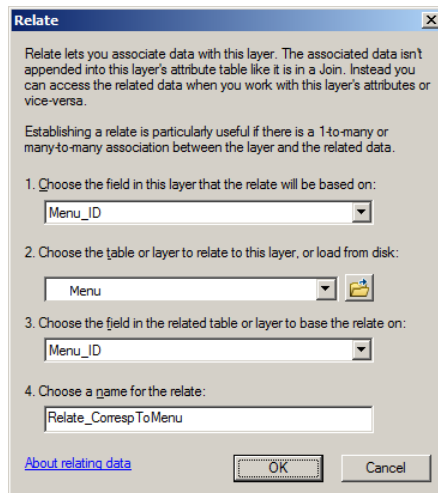 Relate
Relate lets you associate data with this layer. The associated data isn't
appended into this layer's attribute table like it is in a Join. Instead you
can access the related data when you work with this layer's attributes or
vice-versa.
Establishing a relate is particularly useful if there is a 1-to-many or
many-to-many association between the layer and the related data.
1. Choose the field in this layer that the relate will be based on:
Menu_ID
2. Choose the table or layer to relate to this layer, or load from disk:
Menu
3. Choose the field in the related table or layer to base the relate on:
Menu_ID
4. Choose a name for the relate:
Relate_CorrespToMenu
About relating data OK Cancel